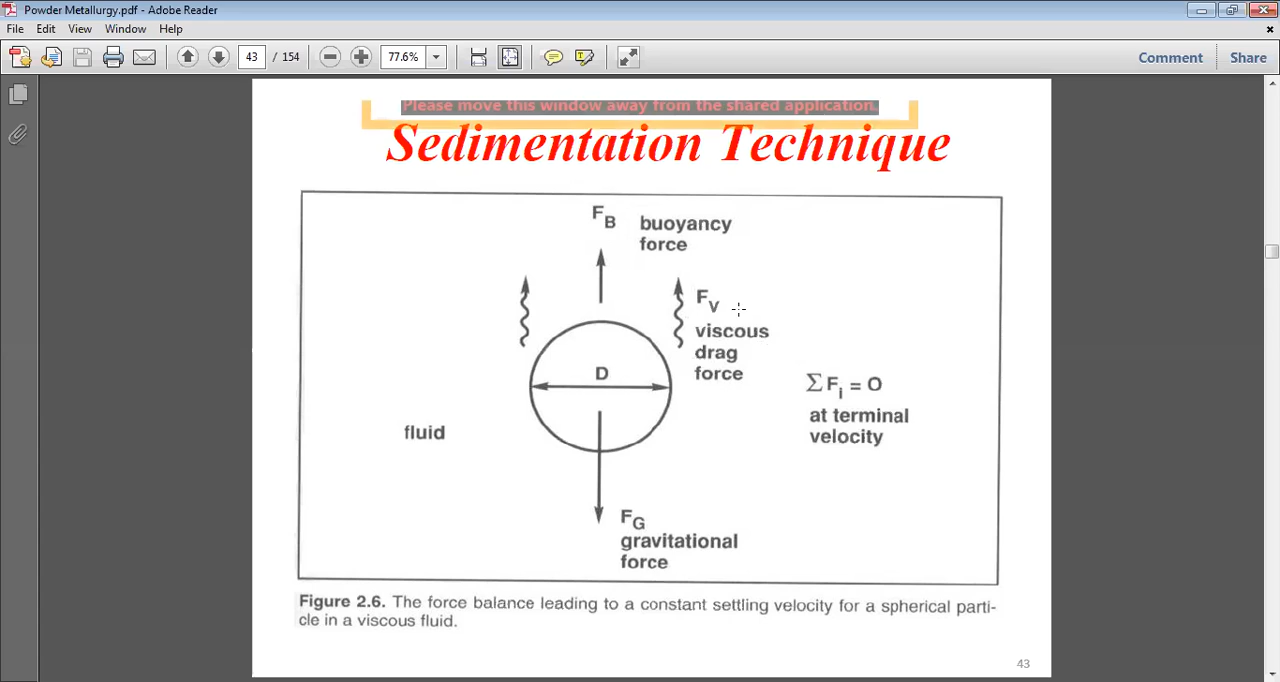 Powder Metallurgy.pdf - Adobe Reader
File Edit View Window Help
43 / 154 77.6% Comment Share
Please move this window away from the shared application.
Sedimentation Technique
FB buoyancy
force
FV
viscous
drag
force
D
ΣFi = O
at terminal
velocity
fluid
FG
gravitational
force
Figure 2.6. The force balance leading to a constant settling velocity for a spherical parti-
cle in a viscous fluid.
43